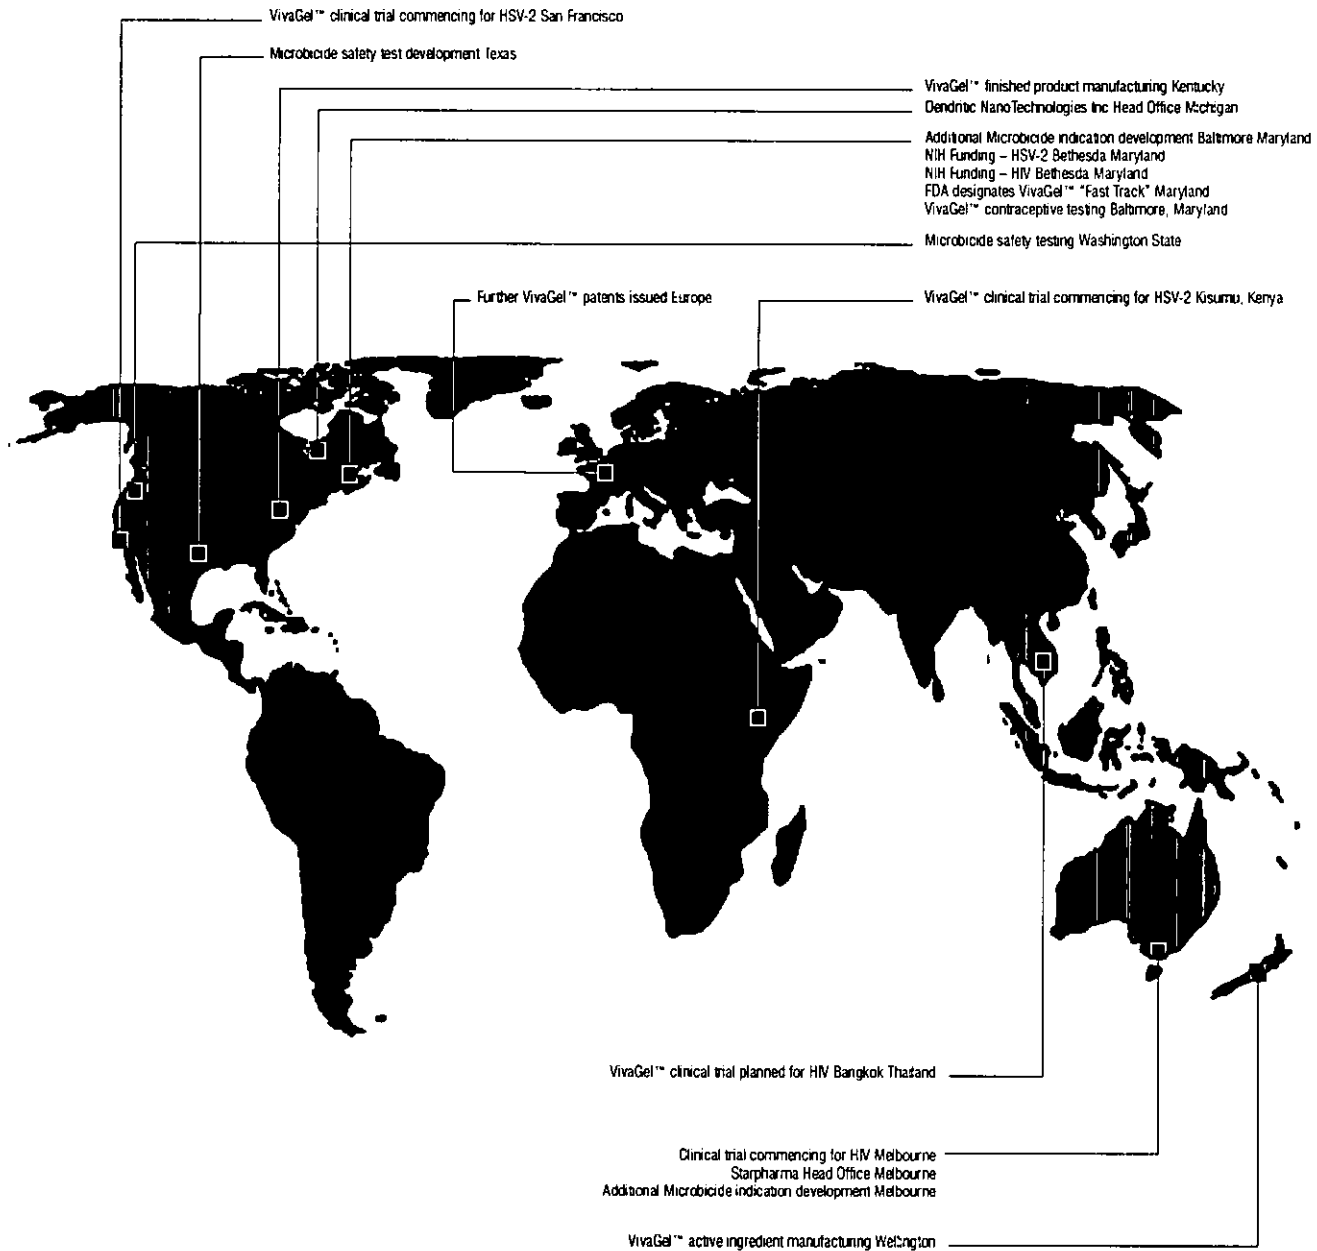 VivaGel™ clinical trial commencing for HSV-2 San Francisco
Microbicide safety test development Texas
VivaGel™ finished product manufacturing Kentucky
Dendritic NanoTechnologies Inc Head Office Michigan
Additional Microbicide indication development Baltimore Maryland
NIH Funding – HSV-2 Bethesda Maryland
NIH Funding – HIV Bethesda Maryland
FDA designates VivaGel™ "Fast Track" Maryland
VivaGel™ contraceptive testing Baltimore, Maryland
Microbicide safety testing Washington State
Further VivaGel™ patents issued Europe
VivaGel™ clinical trial commencing for HSV-2 Kisumu, Kenya
VivaGel™ clinical trial planned for HIV Bangkok Thailand
Clinical trial commencing for HIV Melbourne
Starpharma Head Office Melbourne
Additional Microbicide indication development Melbourne
VivaGel™ active ingredient manufacturing Wellington